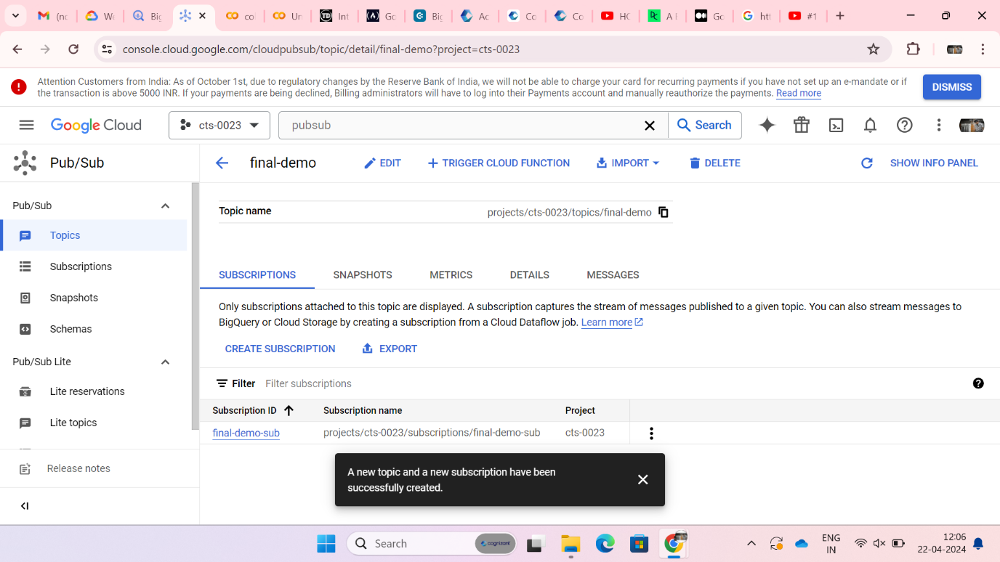 (no
We
Big
co
Un
Int
Go
Big
Ac
Co
Co
HO
Go
htt
#1
console.cloud.google.com/cloudpubsub/topic/detail/final-demo?project=cts-0023
Attention Customers from India: As of October 1st, due to regulatory changes by the Reserve Bank of India, we will not be able to charge your card for recurring payments if you have not set up an e-mandate or if
the transaction is above 5000 INR. If your payments are being declined, Billing administrators will have to log into their Payments account and manually reauthorize the payments. Read more
DISMISS
Google Cloud
cts-0023
pubsub
Search
Pub/Sub
final-demo
EDIT
TRIGGER CLOUD FUNCTION
IMPORT
DELETE
SHOW INFO PANEL
Pub/Sub
Topics
Subscriptions
Snapshots
Schemas
Pub/Sub Lite
Lite reservations
Lite topics
Release notes
Topic name
projects/cts-0023/topics/final-demo
SUBSCRIPTIONS
SNAPSHOTS
METRICS
DETAILS
MESSAGES
Only subscriptions attached to this topic are displayed. A subscription captures the stream of messages published to a given topic. You can also stream messages to
BigQuery or Cloud Storage by creating a subscription from a Cloud Dataflow job. Learn more
CREATE SUBSCRIPTION
EXPORT
Filter
Filter subscriptions
Subscription ID
Subscription name
Project
final-demo-sub
projects/cts-0023/subscriptions/final-demo-sub
cts-0023
A new topic and a new subscription have been
successfully created.
Search
cognizant
ENG
IN
12:06
22-04-2024